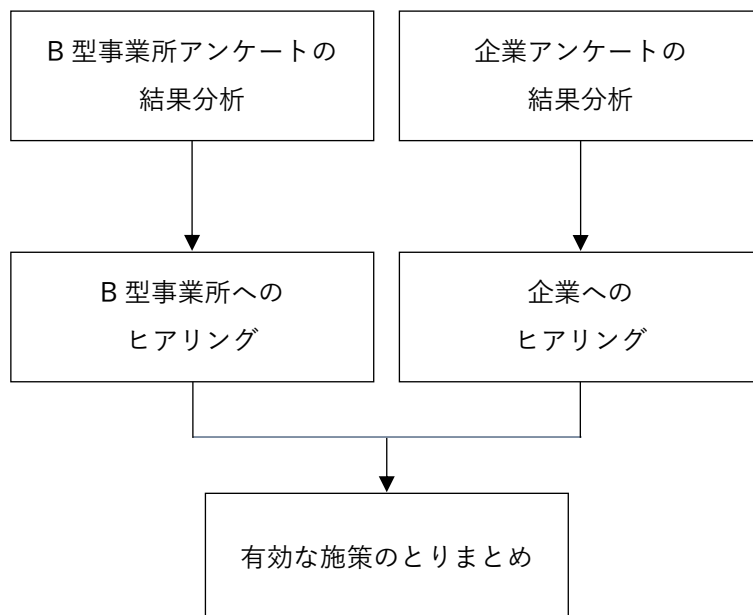 B 型事業所アンケートの
結果分析
企業アンケートの
結果分析
B 型事業所への
ヒアリング
企業への
ヒアリング
有効な施策のとりまとめ